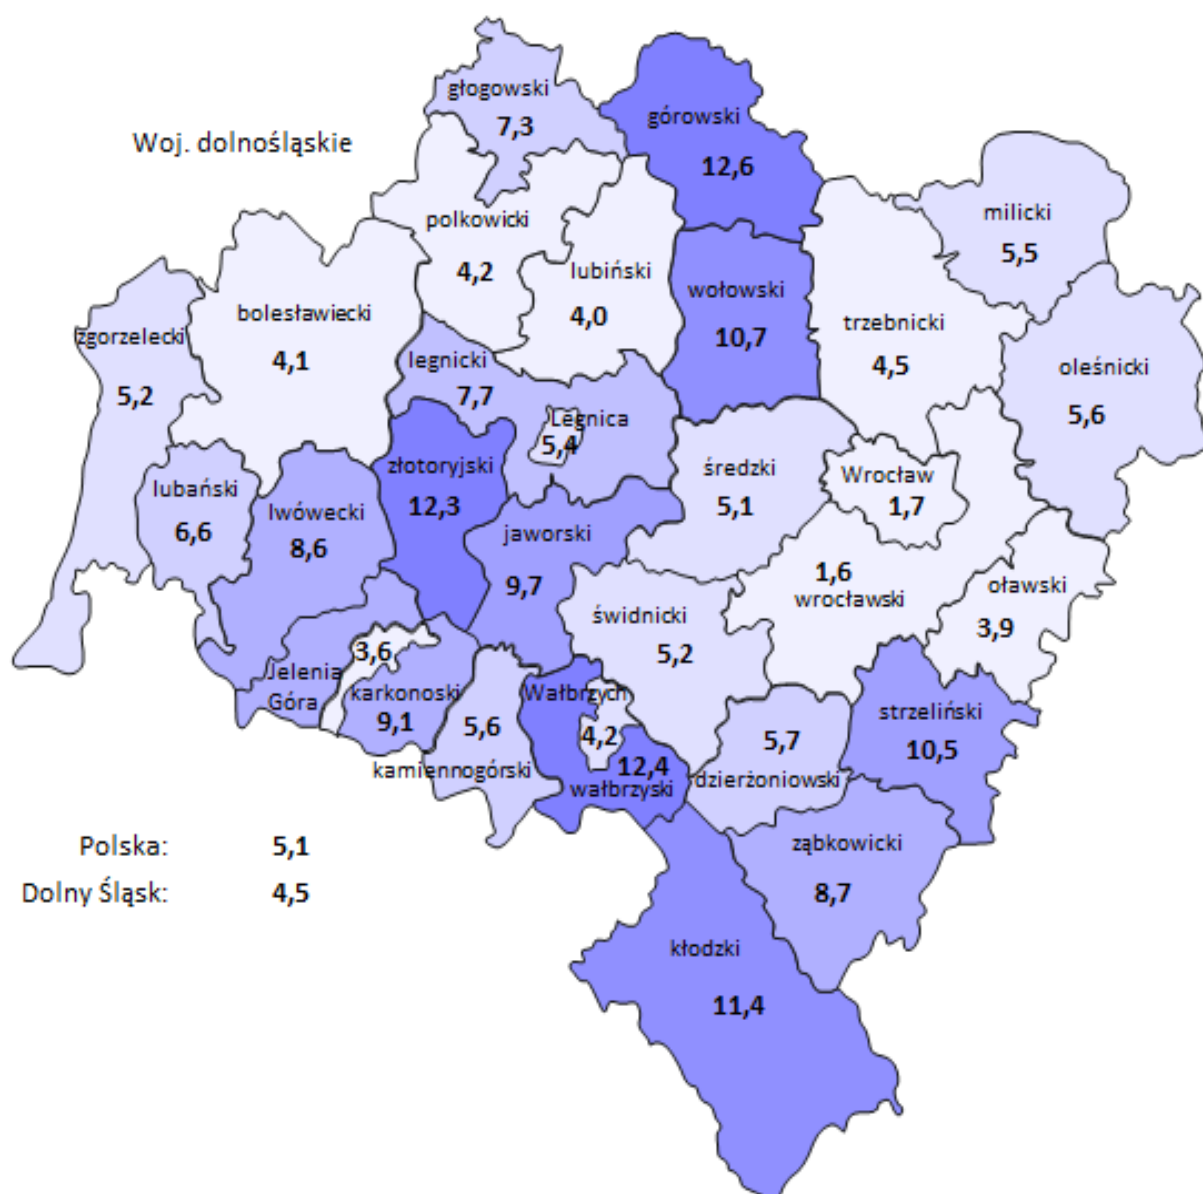 głogowski
7,3
górowski
12,6
Woj. dolnośląskie
polkowicki
4,2
lubiński
4,0
milicki
5,5
wołowski
10,7
trzebnicki
4,5
bolesławiecki
4,1
zgorzelecki
5,2
legnicki
7,7
Legnica
5,4
oleśnicki
5,6
złotoryjski
12,3
średzki
5,1
Wrocław
1,7
lubański
6,6
lwówecki
8,6
jaworski
9,7
1,6
wrocławski
oławski
3,9
świdnicki
5,2
3,6
Jelenia
Góra
karkonoski
9,1
5,6
kamiennogórski
Wałbrzych
4,2
12,4
wałbrzyski
5,7
dzierżoniowski
strzeliński
10,5
ząbkowicki
8,7
kłodzki
11,4
Polska: 5,1
Dolny Śląsk: 4,5